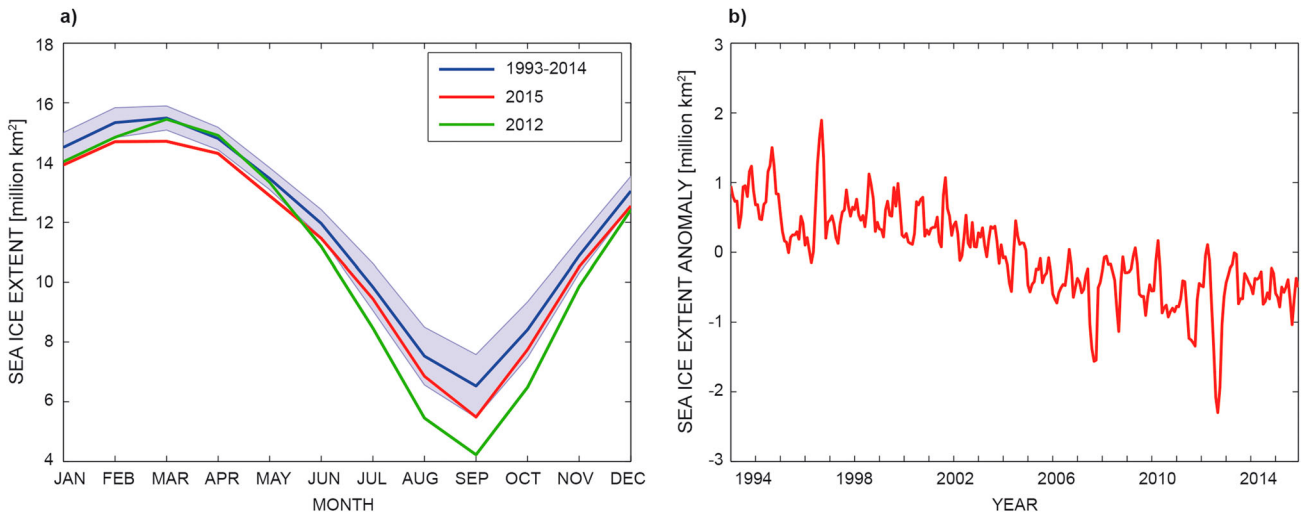 a)
SEA ICE EXTENT [million km²]
18
16
14
12
10
8
6
4
1993-2014
2015
2012
JAN FEB MAR APR MAY JUN JUL AUG SEP OCT NOV DEC
MONTH
b)
SEA ICE EXTENT ANOMALY [million km²]
3
2
1
0
-1
-2
-3
1994 1998 2002 2006 2010 2014
YEAR